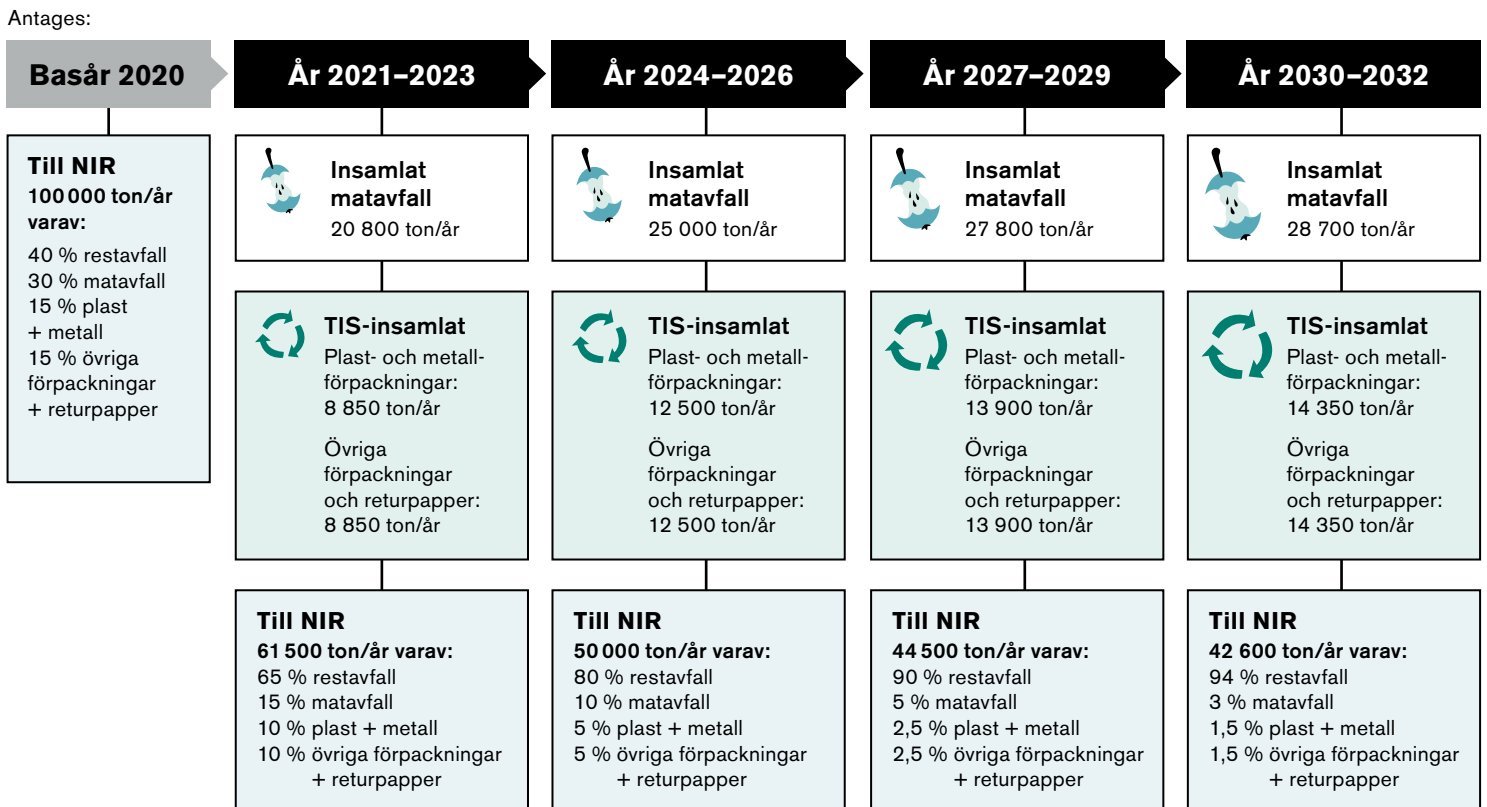 Antages:
Basår 2020
Till NIR
100 000 ton/år
varav:
40 % restavfall
30 % matavfall
15 % plast
+ metall
15 % övriga
förpackningar
+ returpapper
År 2021–2023
Insamlat
matavfall
20 800 ton/år
TIS-insamlat
Plast- och metall-
förpackningar:
8 850 ton/år
Övriga
förpackningar
och returpapper:
8 850 ton/år
Till NIR
61 500 ton/år varav:
65 % restavfall
15 % matavfall
10 % plast + metall
10 % övriga förpackningar
+ returpapper
År 2024–2026
Insamlat
matavfall
25 000 ton/år
TIS-insamlat
Plast- och metall-
förpackningar:
12 500 ton/år
Övriga
förpackningar
och returpapper:
12 500 ton/år
Till NIR
50 000 ton/år varav:
80 % restavfall
10 % matavfall
5 % plast + metall
5 % övriga förpackningar
+ returpapper
År 2027–2029
Insamlat
matavfall
27 800 ton/år
TIS-insamlat
Plast- och metall-
förpackningar:
13 900 ton/år
Övriga
förpackningar
och returpapper:
13 900 ton/år
Till NIR
44 500 ton/år varav:
90 % restavfall
5 % matavfall
2,5 % plast + metall
2,5 % övriga förpackningar
+ returpapper
År 2030–2032
Insamlat
matavfall
28 700 ton/år
TIS-insamlat
Plast- och metall-
förpackningar:
14 350 ton/år
Övriga
förpackningar
och returpapper:
14 350 ton/år
Till NIR
42 600 ton/år varav:
94 % restavfall
3 % matavfall
1,5 % plast + metall
1,5 % övriga förpackningar
+ returpapper